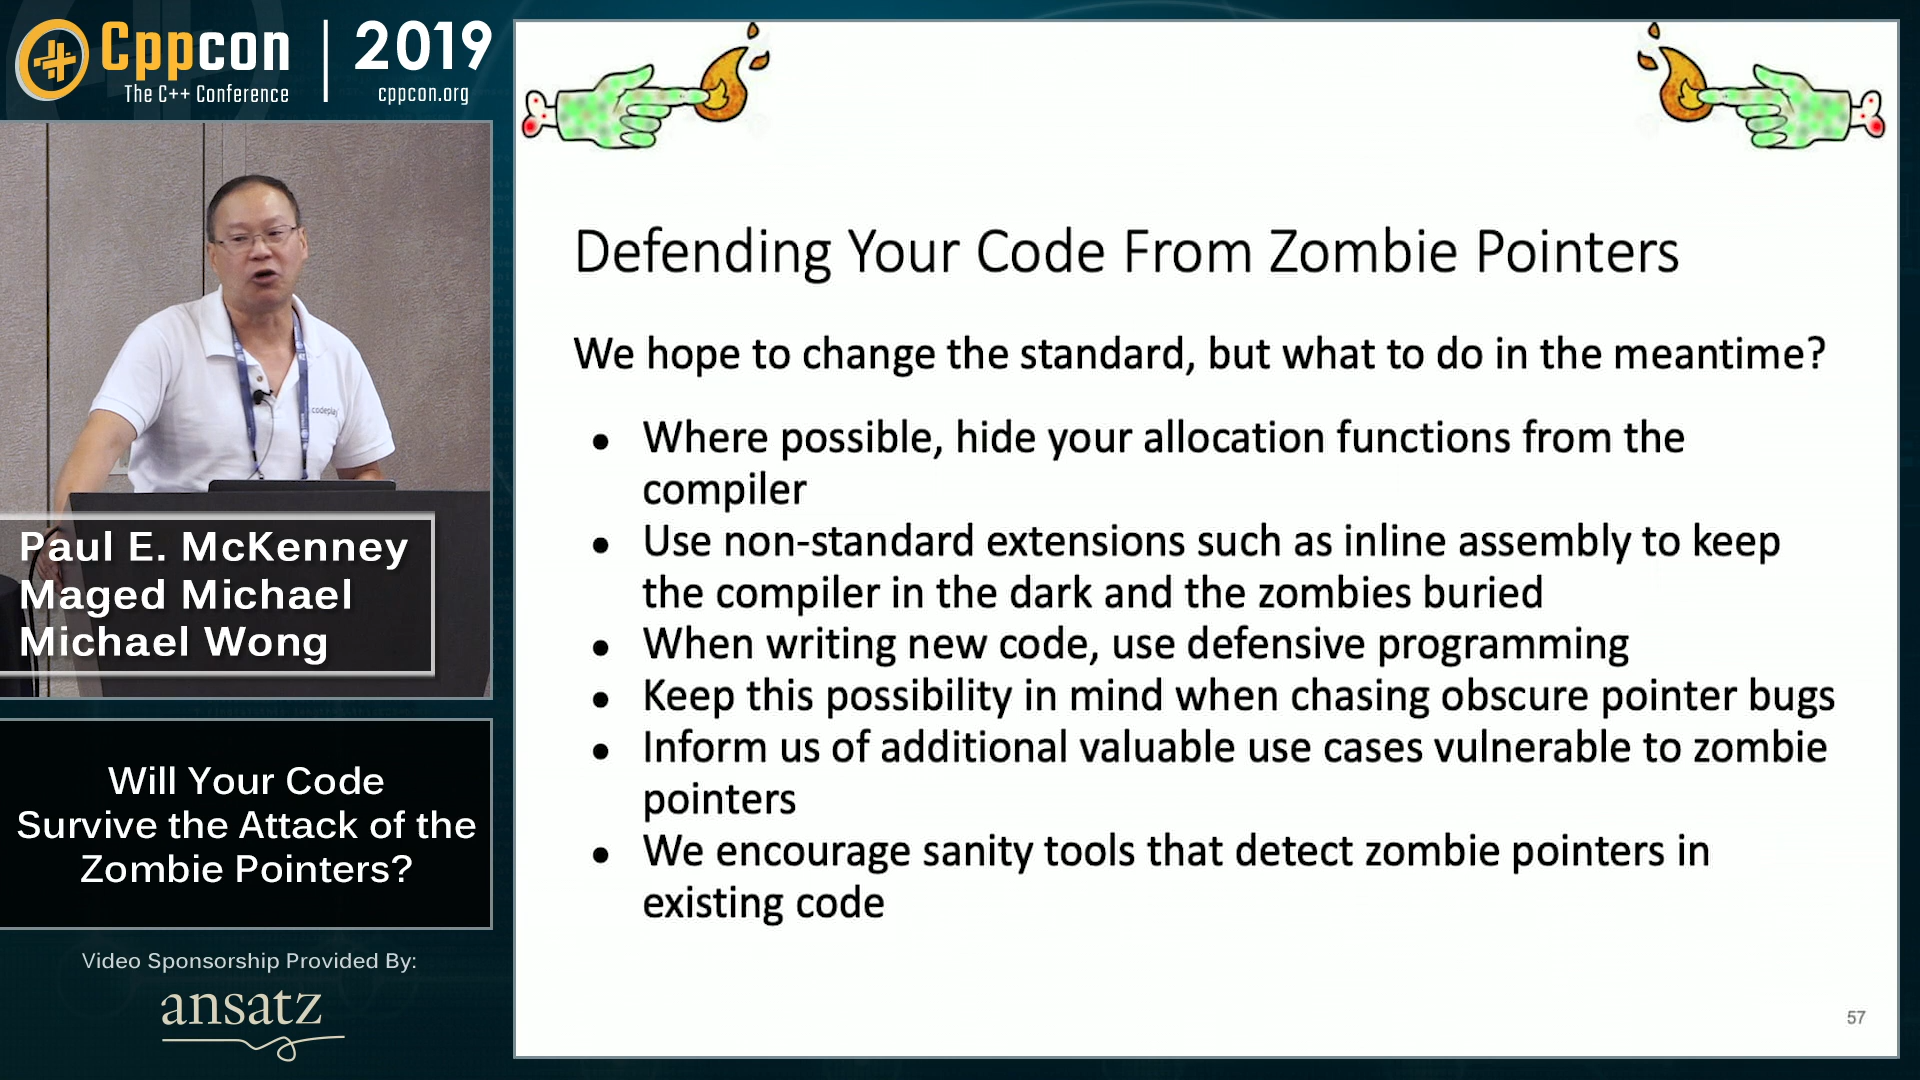 Cppcon
The C++ Conference
2019
cppcon.org
codeplay
Paul E. McKenney
Maged Michael
Michael Wong
Will Your Code
Survive the Attack of the
Zombie Pointers?
Video Sponsorship Provided By:
ansatz
Defending Your Code From Zombie Pointers
We hope to change the standard, but what to do in the meantime?
● Where possible, hide your allocation functions from the
compiler
● Use non-standard extensions such as inline assembly to keep
the compiler in the dark and the zombies buried
● When writing new code, use defensive programming
● Keep this possibility in mind when chasing obscure pointer bugs
● Inform us of additional valuable use cases vulnerable to zombie
pointers
● We encourage sanity tools that detect zombie pointers in
existing code
57